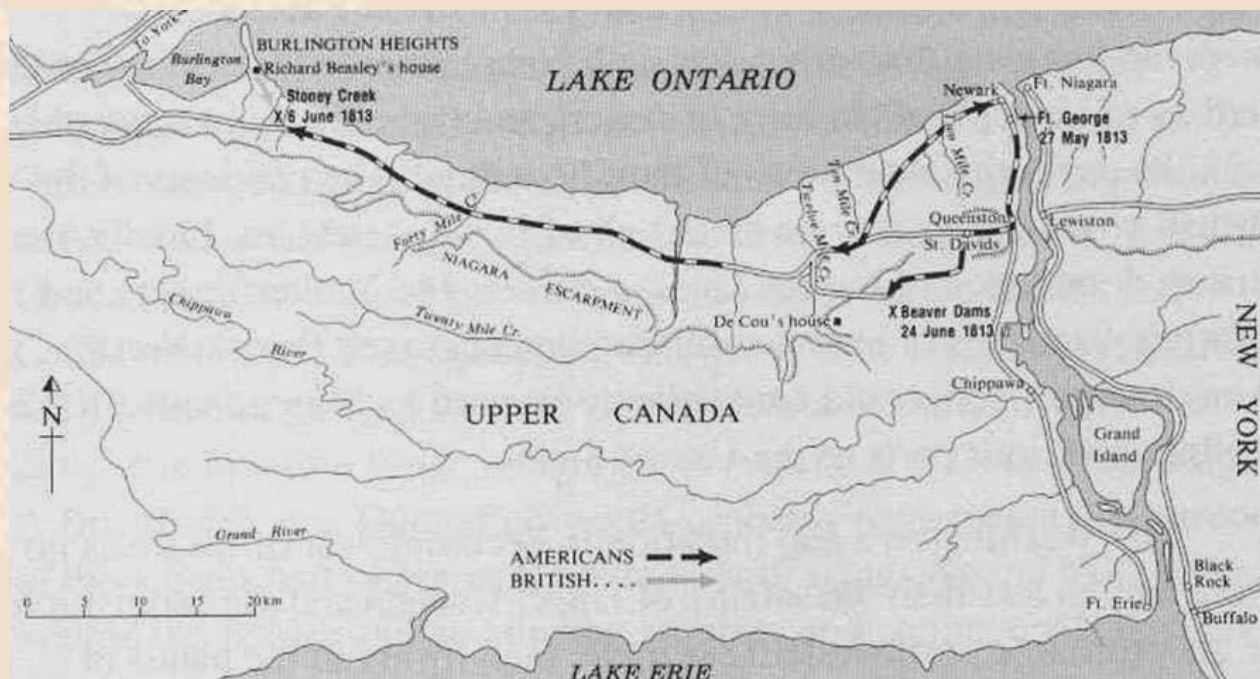 To York
Burlington
Bay
BURLINGTON HEIGHTS
Richard Beasley's house
Stoney Creek
X 6 June 1813
LAKE ONTARIO
Newark
Ft. Niagara
Ft. George
27 May 1813
Forty Mile Cr.
Twelve Mile Cr.
Ten Mile Cr.
Queenston
St. Davids
Lewiston
NIAGARA
ESCARPMENT
Twenty Mile Cr.
Chippawa
River
De Cou's house
X Beaver Dams
24 June 1813
Chippawa
UPPER CANADA
N
Grand
Island
NEW
YORK
Grand River
AMERICANS
BRITISH....
0 5 10 15 20 km
Black
Rock
Ft. Erie
Buffalo
LAKE ERIE